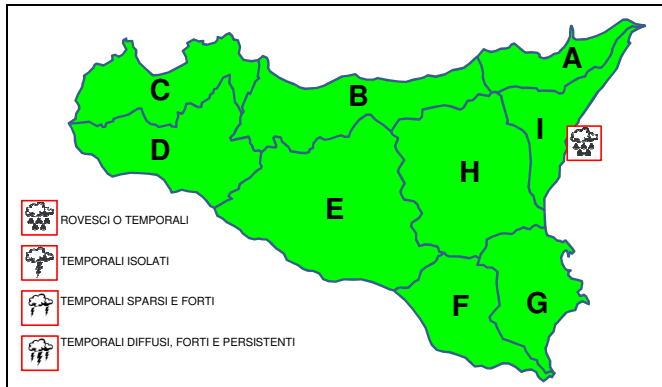 A
B
C
I
D
H
E
ROVESCI O TEMPORALI
TEMPORALI ISOLATI
TEMPORALI SPARSI E FORTI
F
G
TEMPORALI DIFFUSI, FORTI E PERSISTENTI